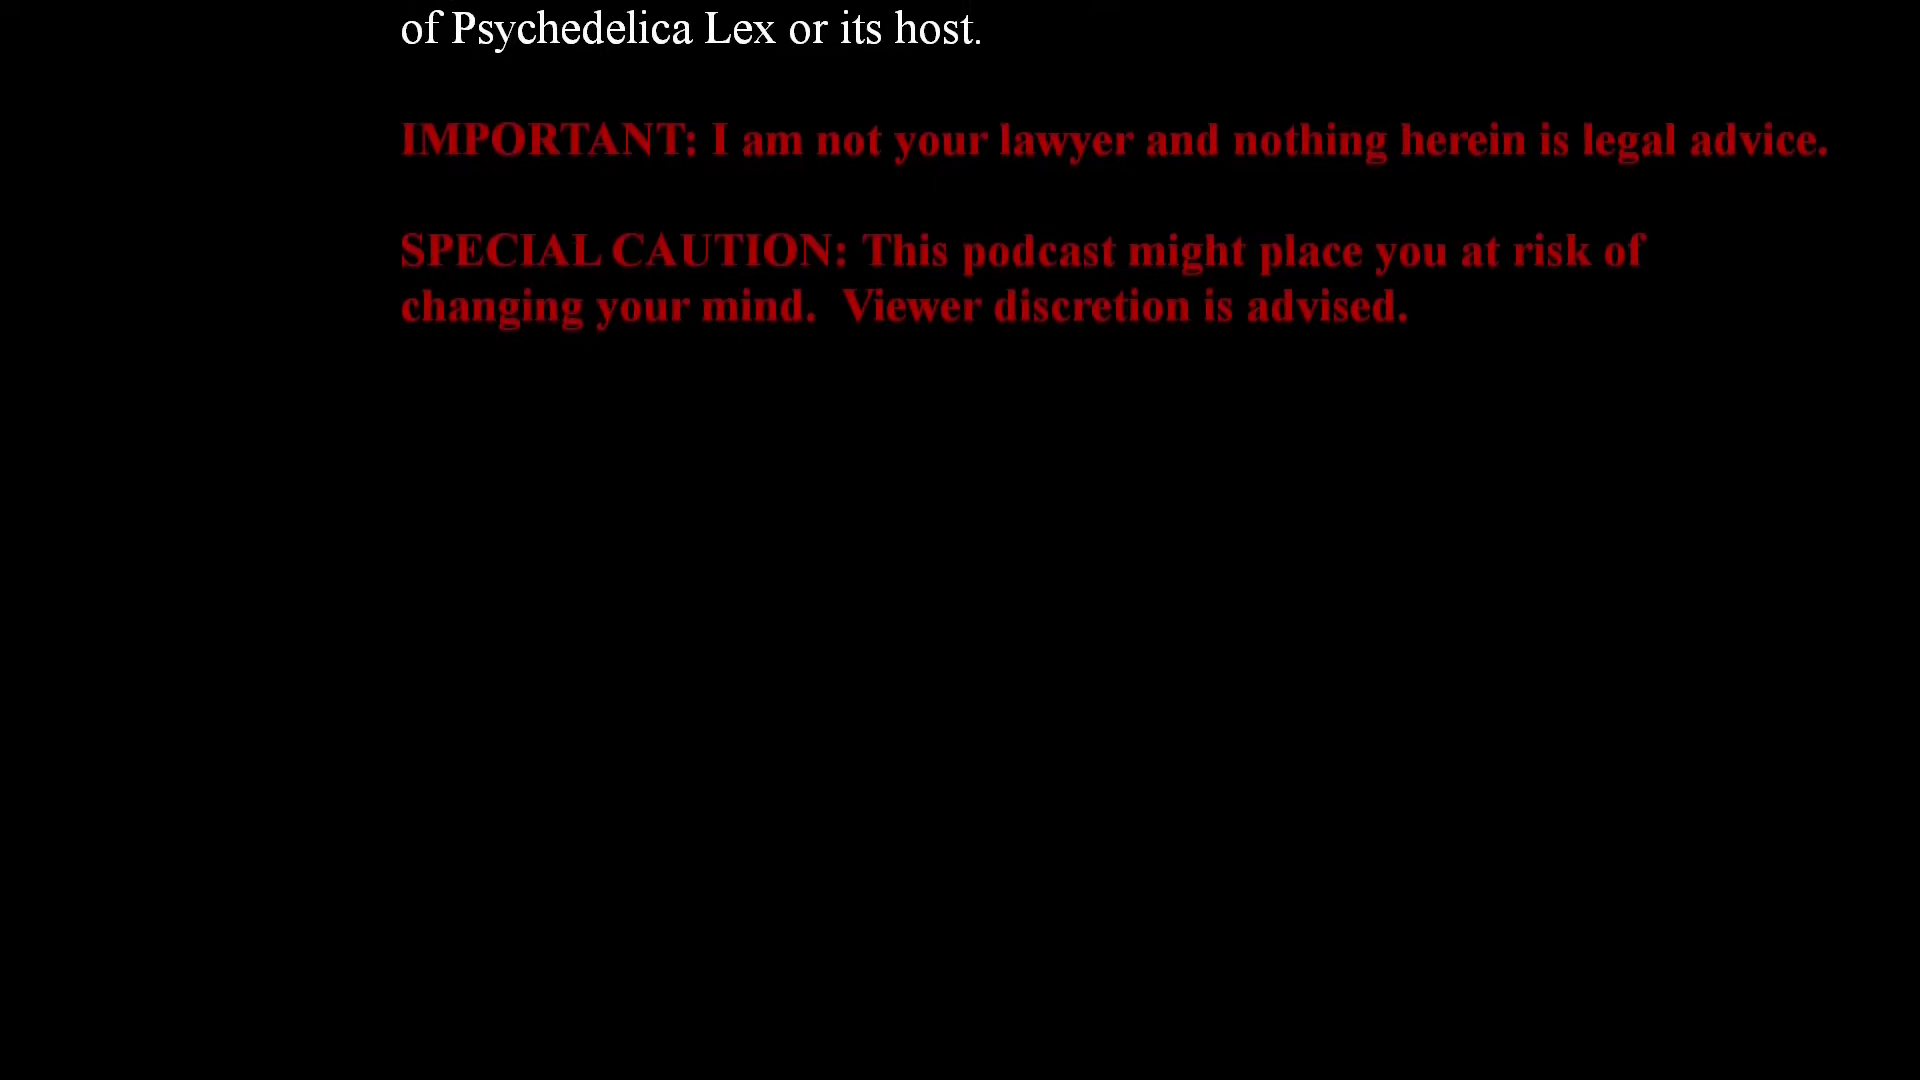 of Psychedelica Lex or its host.
IMPORTANT: I am not your lawyer and nothing herein is legal advice.
SPECIAL CAUTION: This podcast might place you at risk of
changing your mind.  Viewer discretion is advised.